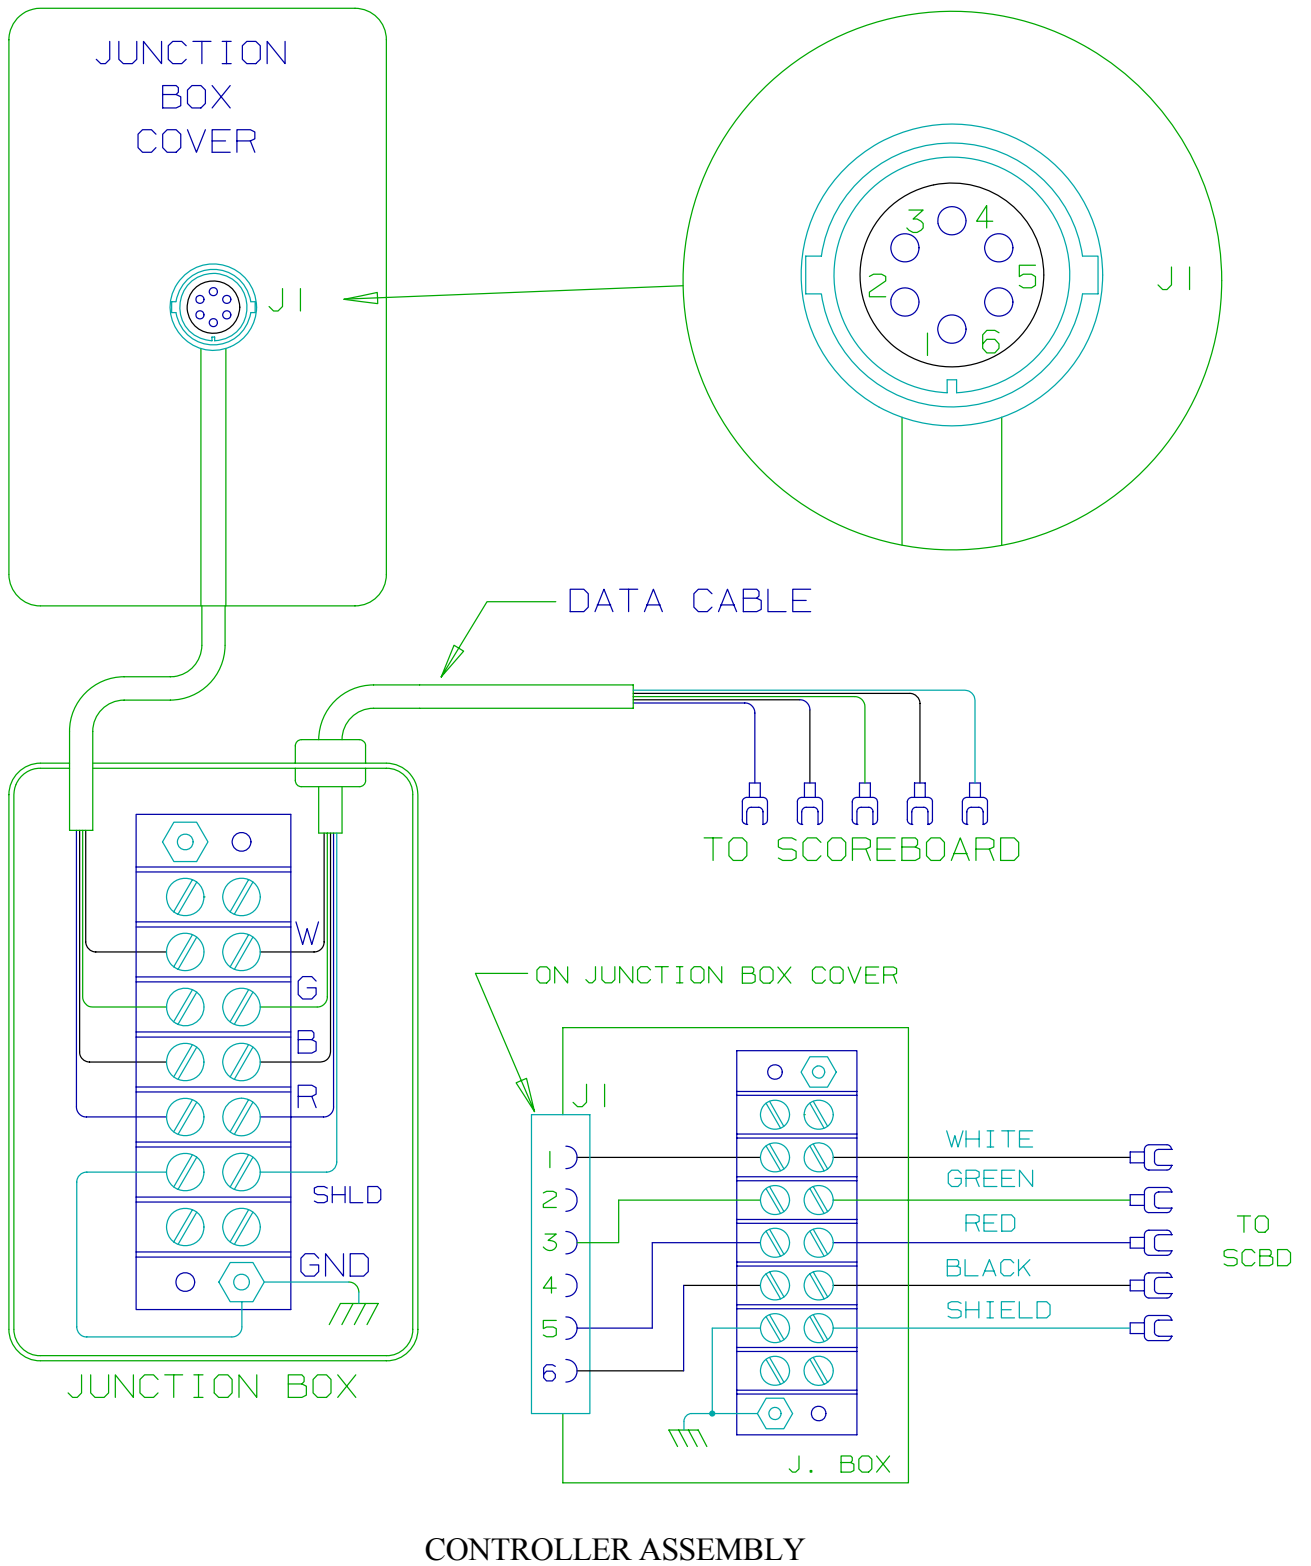 JUNCTION
BOX
COVER
J1
3
4
2
5
1
6
J1
DATA CABLE
TO SCOREBOARD
W
G
B
R
SHLD
GND
JUNCTION BOX
ON JUNCTION BOX COVER
J1
1
2
3
4
5
6
WHITE
GREEN
RED
BLACK
SHIELD
TO
SCBD
J. BOX
CONTROLLER ASSEMBLY